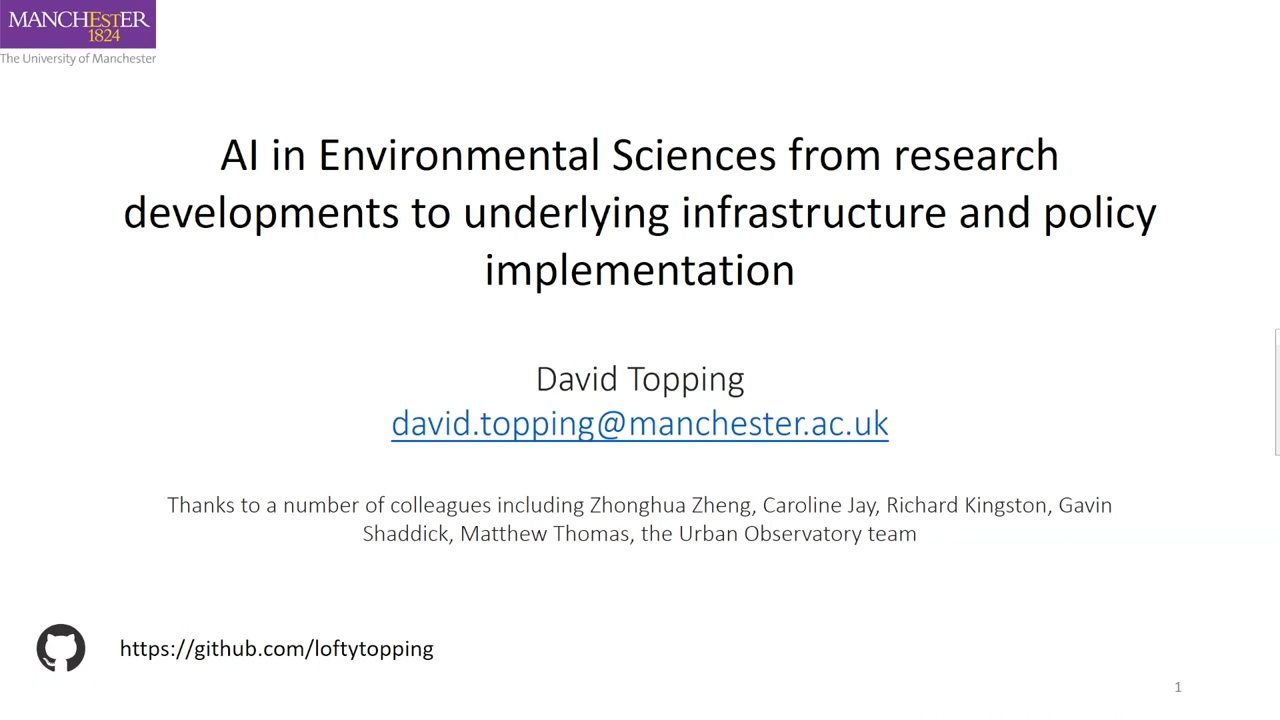 MANCHESTER
1824
The University of Manchester
AI in Environmental Sciences from research
developments to underlying infrastructure and policy
implementation
David Topping
david.topping@manchester.ac.uk
Thanks to a number of colleagues including Zhonghua Zheng, Caroline Jay, Richard Kingston, Gavin
Shaddick, Matthew Thomas, the Urban Observatory team
https://github.com/loftytopping
1